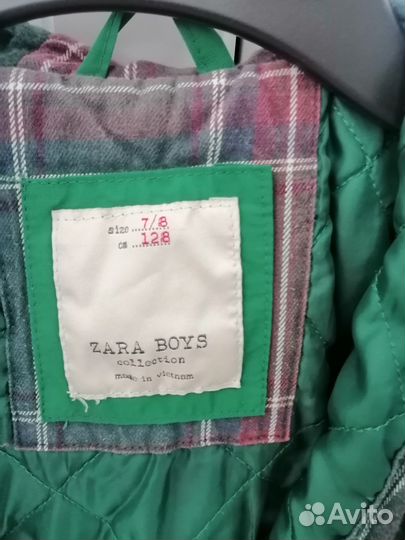 size ....7/8
cm ....128
ZARA BOYS
collection
made in vietnam
Avito